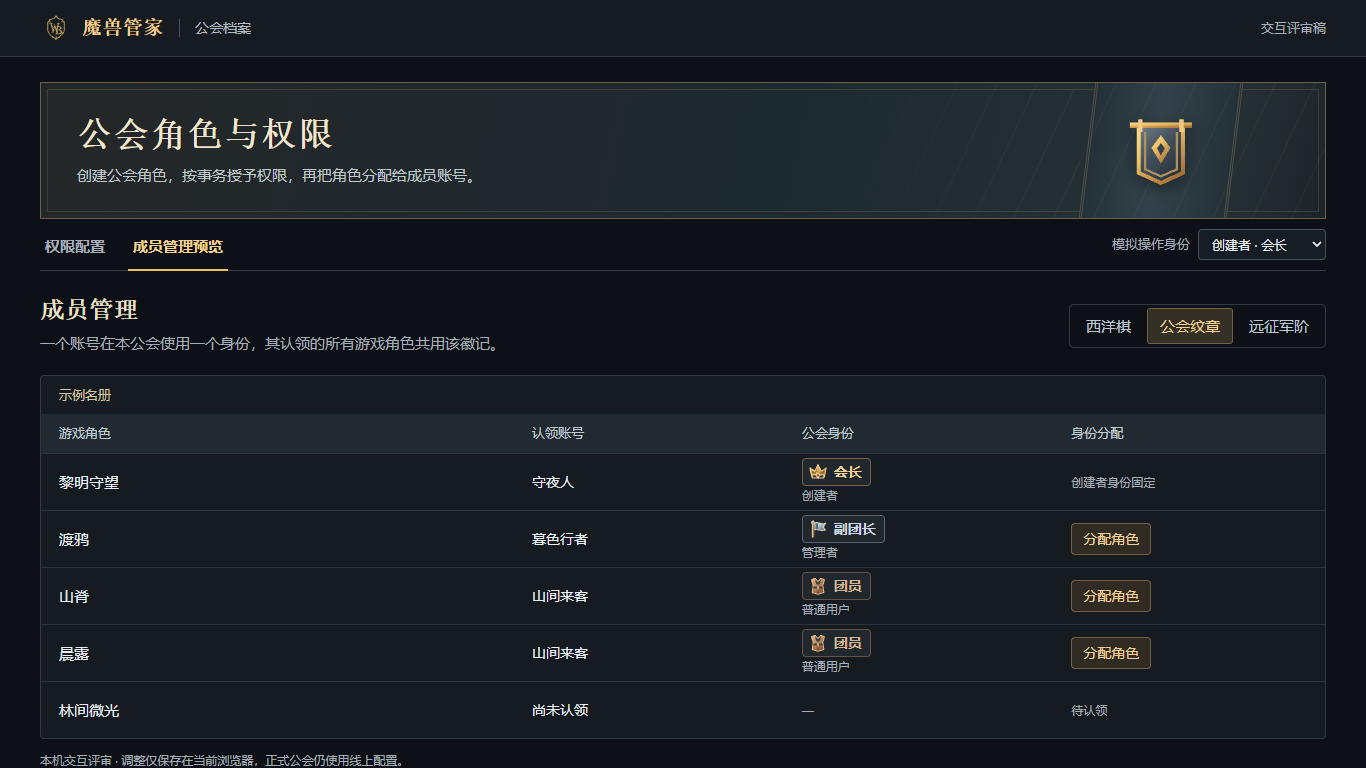 魔兽管家 公会档案 交互评审稿
公会角色与权限
创建公会角色，按事务授予权限，再把角色分配给成员账号。
权限配置 成员管理预览 模拟操作身份 创建者 · 会长
成员管理
一个账号在本公会使用一个身份，其认领的所有游戏角色共用该徽记。
西洋棋 公会纹章 远征军阶
示例名册
游戏角色 认领账号 公会身份 身份分配
黎明守望 守夜人 会长 创建者 创建者身份固定
渡鸦 暮色行者 副团长 管理者 分配角色
山脊 山间来客 团员 普通用户 分配角色
晨露 山间来客 团员 普通用户 分配角色
林间微光 尚未认领 — 待认领
本机交互评审 · 调整仅保存在当前浏览器，正式公会仍使用线上配置。